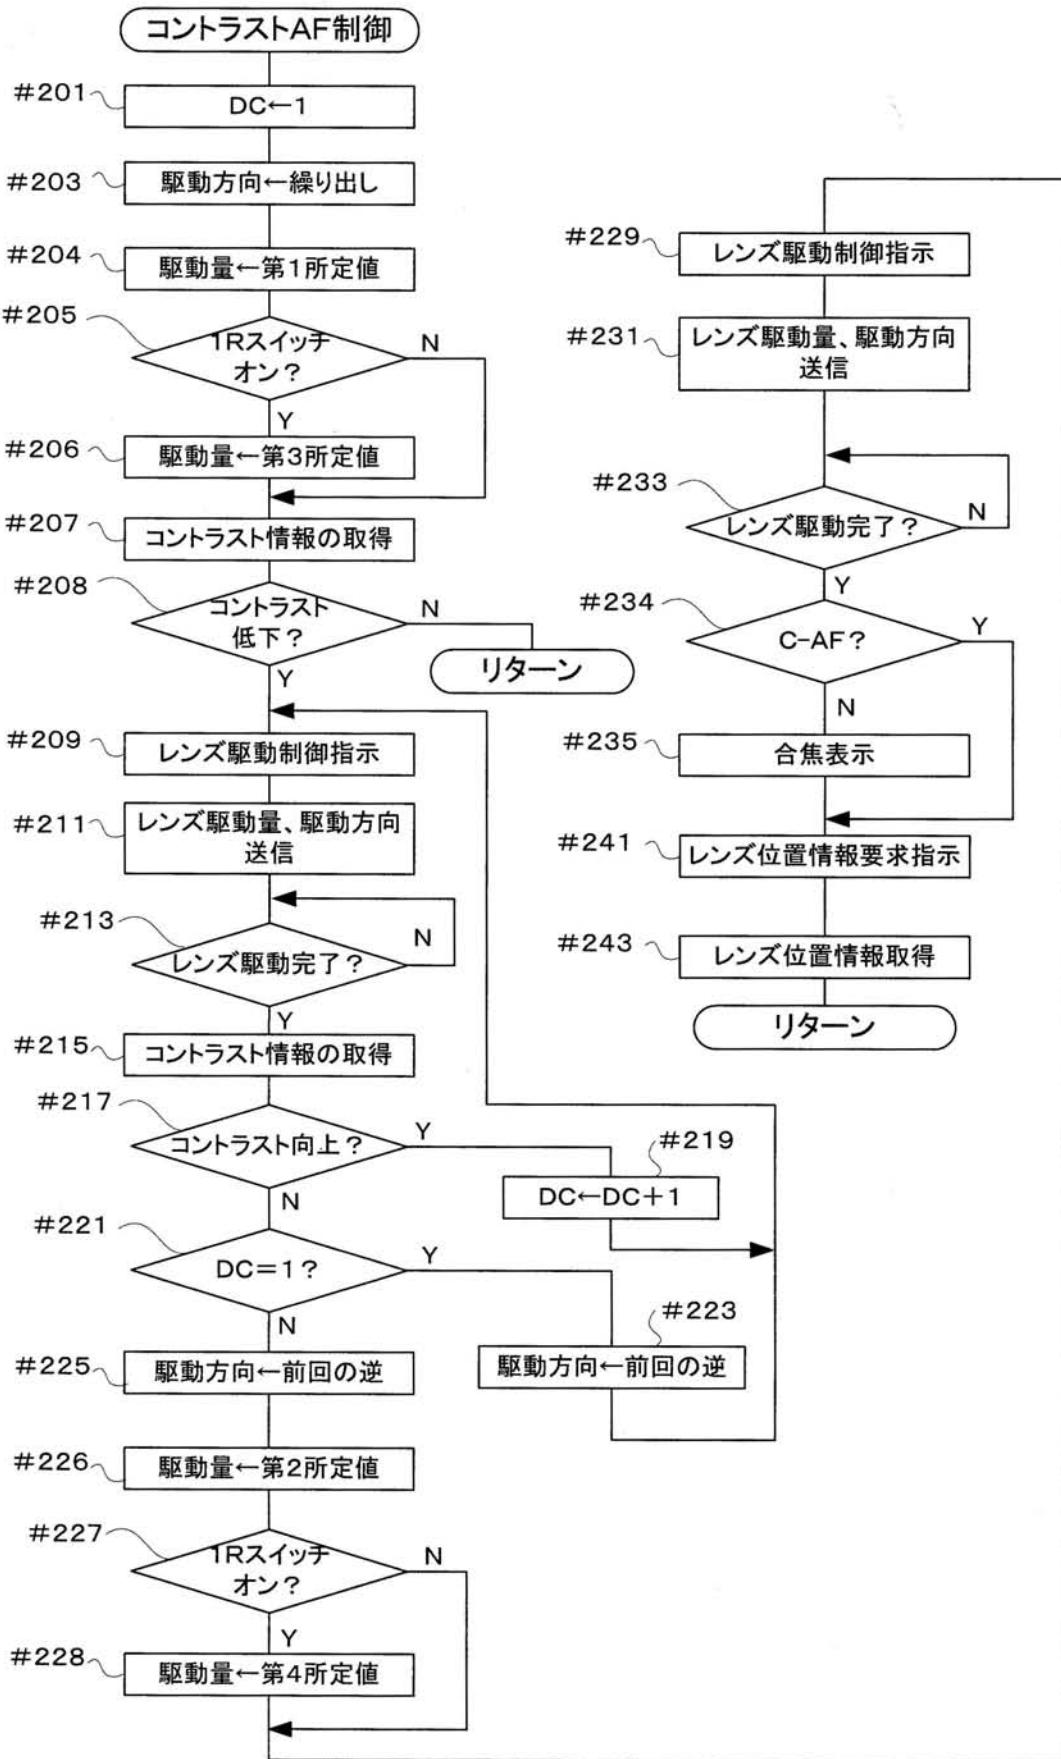 コントラストAF制御
#201
DC←1
#203
駆動方向←繰り出し
#204
駆動量←第1所定値
#205
1Rスイッチ
オン?
N
Y
#206
駆動量←第3所定値
#207
コントラスト情報の取得
#208
コントラスト
低下?
N
リターン
Y
#209
レンズ駆動制御指示
#211
レンズ駆動量、駆動方向
送信
#213
レンズ駆動完了?
N
Y
#215
コントラスト情報の取得
#217
コントラスト向上?
Y
#219
DC←DC+1
N
#221
DC=1?
Y
#223
駆動方向←前回の逆
N
#225
駆動方向←前回の逆
#226
駆動量←第2所定値
#227
1Rスイッチ
オン?
N
Y
#228
駆動量←第4所定値
#229
レンズ駆動制御指示
#231
レンズ駆動量、駆動方向
送信
#233
レンズ駆動完了?
N
Y
#234
C-AF?
Y
N
#235
合焦表示
#241
レンズ位置情報要求指示
#243
レンズ位置情報取得
リターン